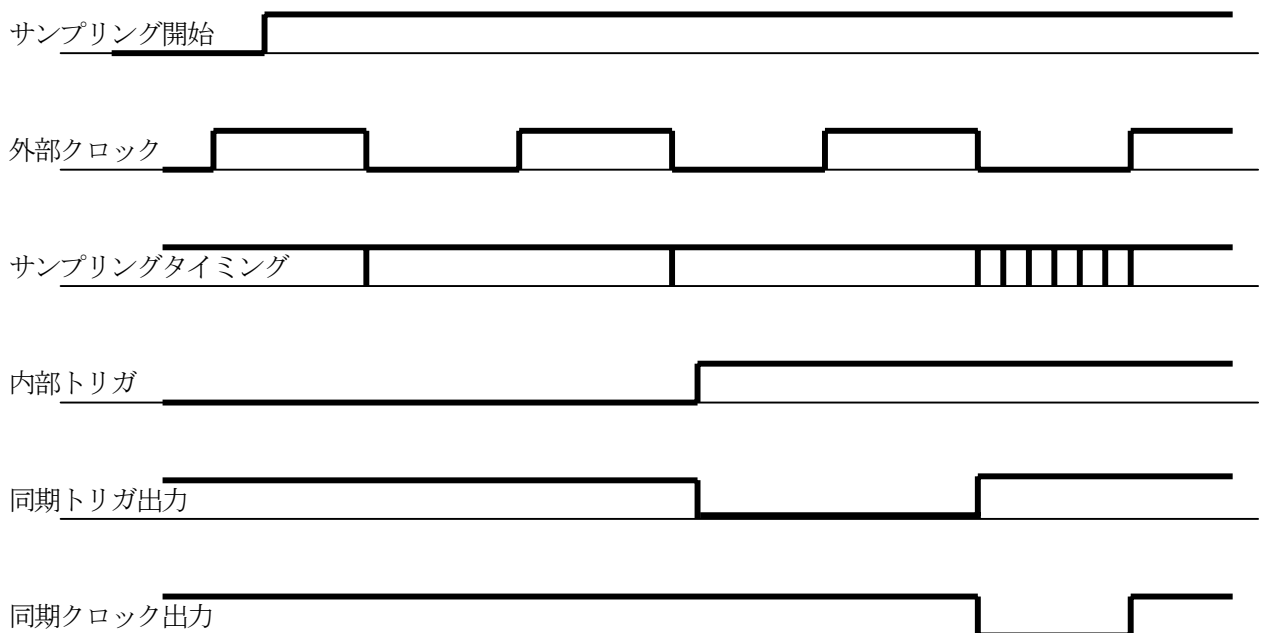 サンプリング開始
外部クロック
サンプリングタイミング
内部トリガ
同期トリガ出力
同期クロック出力